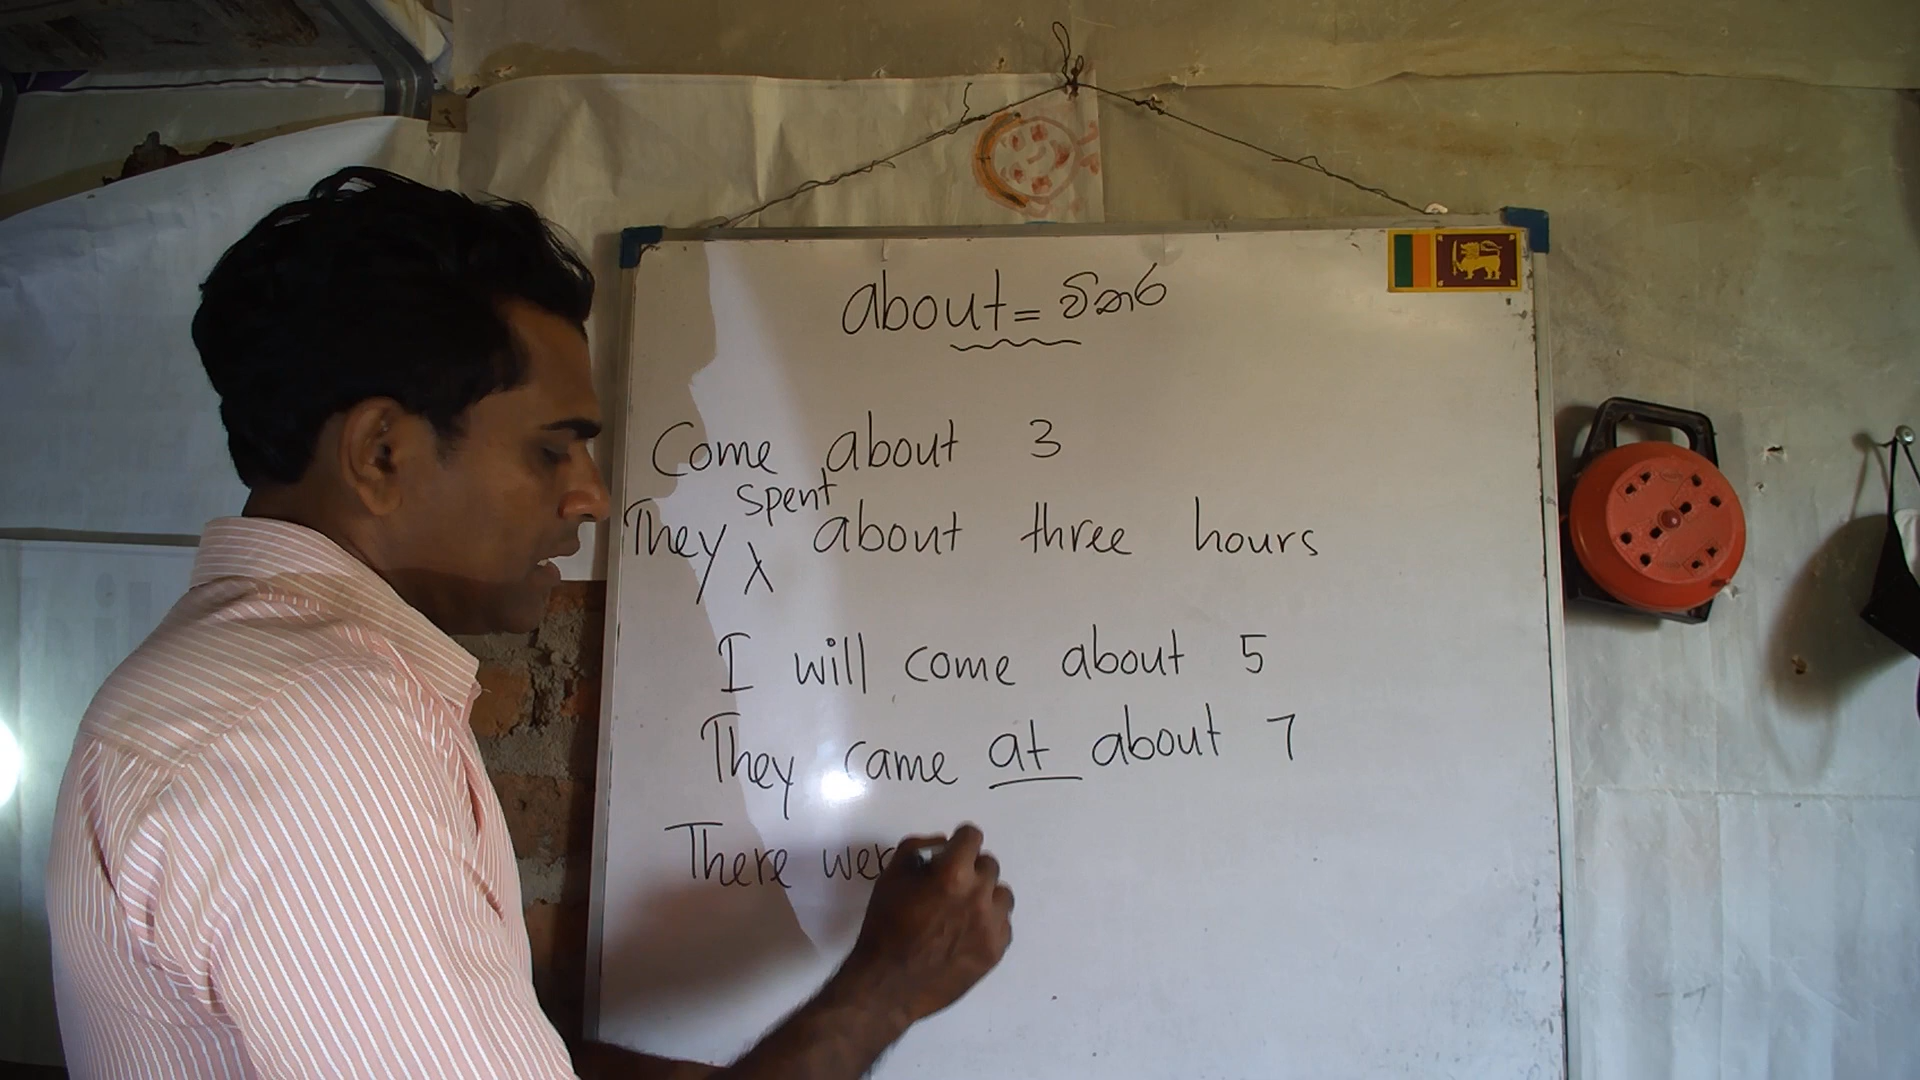 about = විතර
Come about 3
They spent about three hours
I will come about 5
They came at about 7
There wer